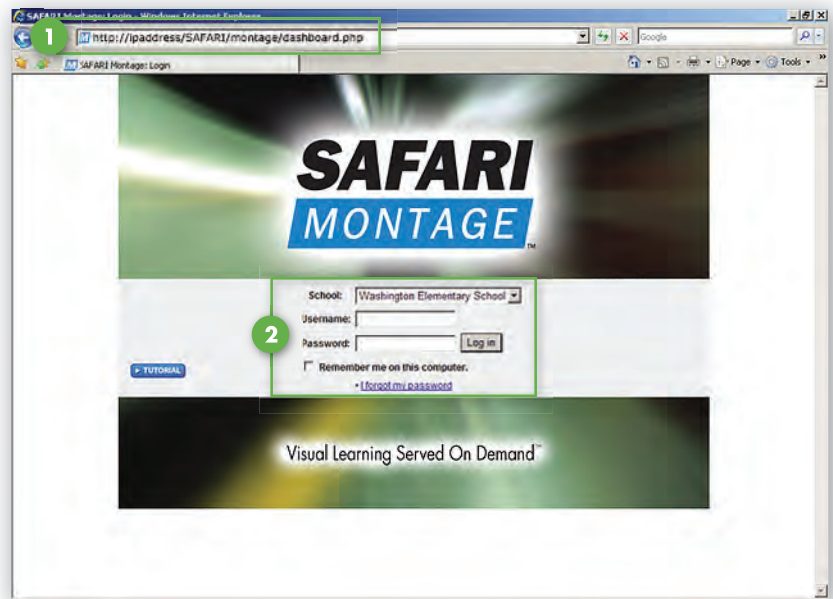 SAFARI Montage: Login - Windows Internet Explorer
1
http://ipaddress/SAFARI/montage/dashboard.php
Google
SAFARI Montage: Login
Page
Tools
SAFARI
MONTAGE™
School: Washington Elementary School
Username:
2
Password: Log in
Remember me on this computer.
TUTORIAL
• I forgot my password
Visual Learning Served On Demand™